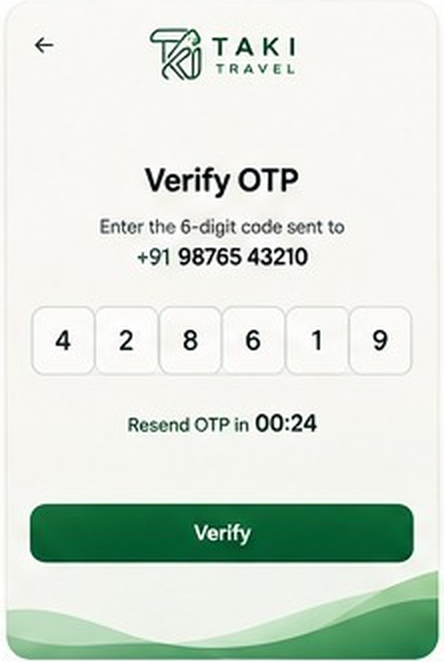 TAKI
TRAVEL
Verify OTP
Enter the 6-digit code sent to
+91 98765 43210
4 2 8 6 1 9
Resend OTP in 00:24
Verify